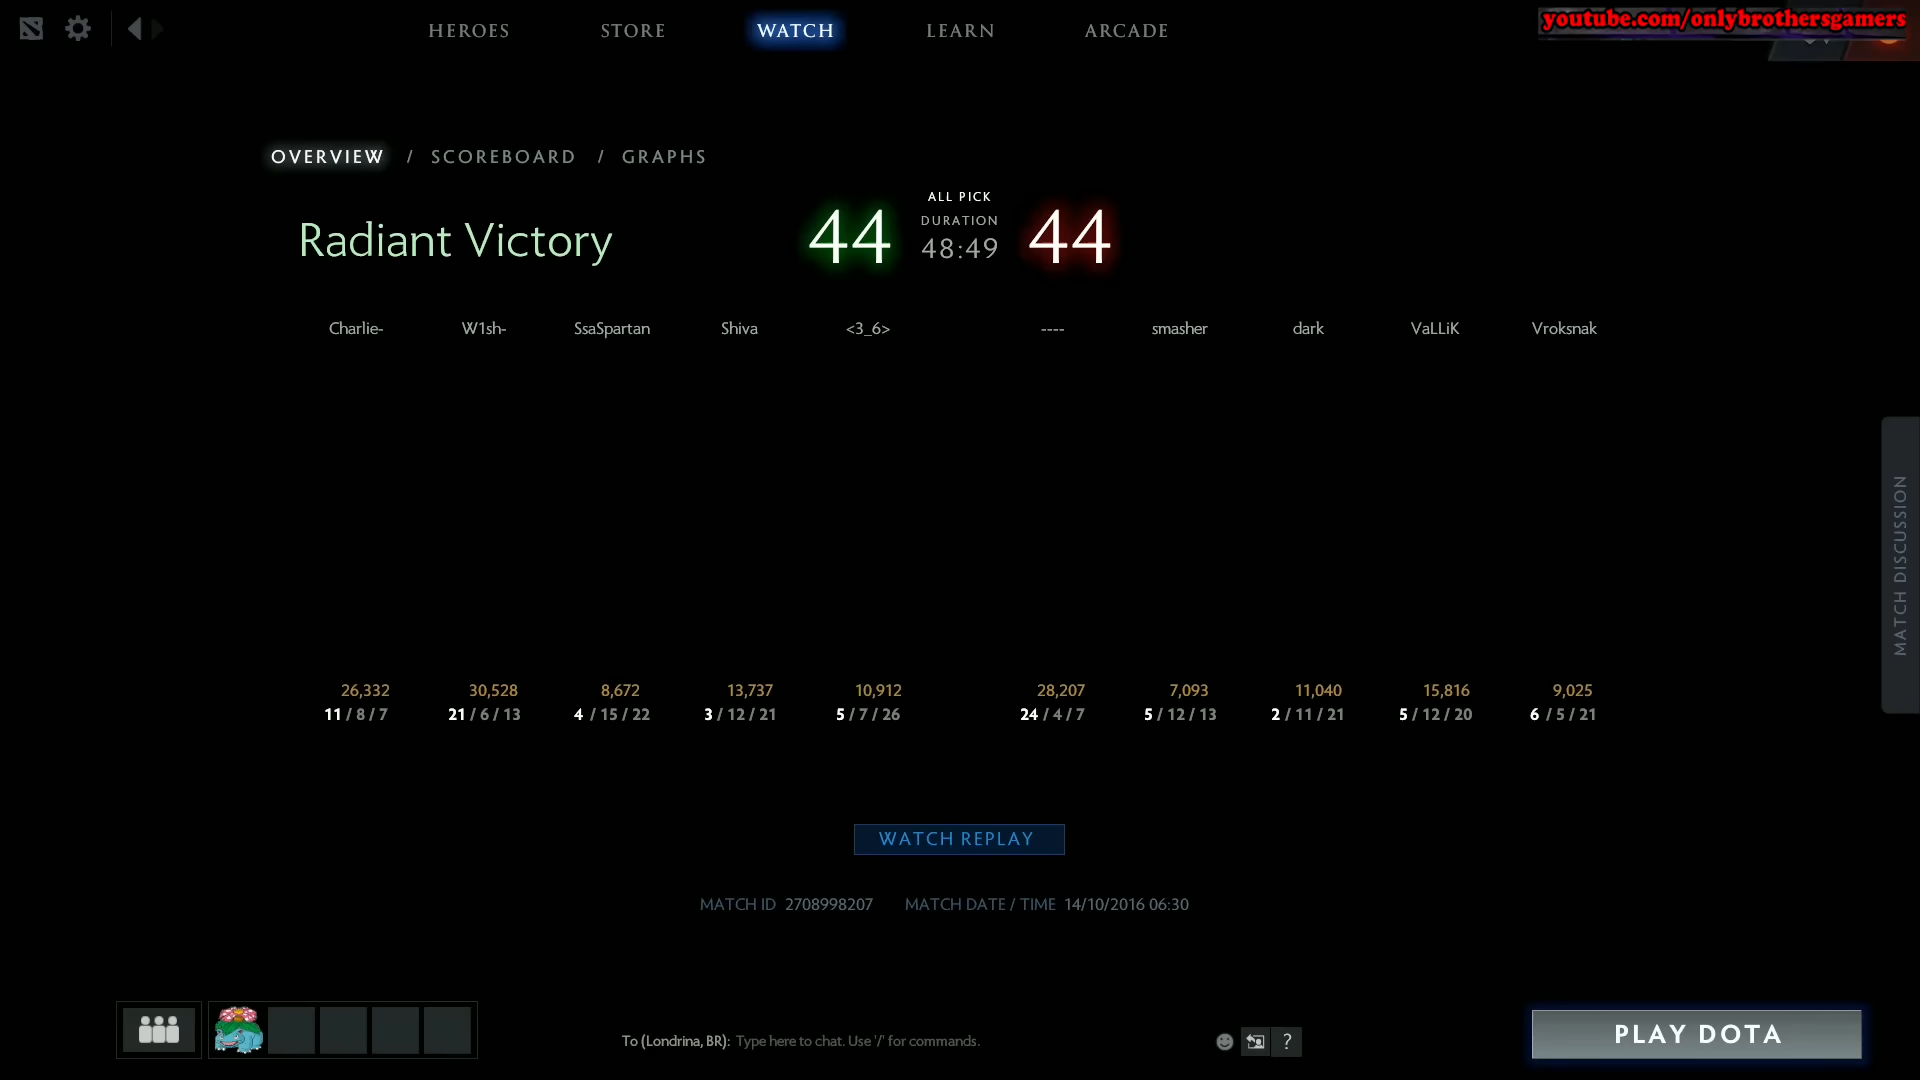 HEROES STORE WATCH LEARN ARCADE
youtube.com/onlybrothersgamers
OVERVIEW / SCOREBOARD / GRAPHS
Radiant Victory
44
ALL PICK
DURATION
48:49
44
Charlie- W1sh- SsaSpartan Shiva <3_6> ---- smasher dark VaLLiK Vroksnak
26,332 30,528 8,672 13,737 10,912 28,207 7,093 11,040 15,816 9,025
11 / 8 / 7 21 / 6 / 13 4 / 15 / 22 3 / 12 / 21 5 / 7 / 26 24 / 4 / 7 5 / 12 / 13 2 / 11 / 21 5 / 12 / 20 6 / 5 / 21
MATCH DISCUSSION
WATCH REPLAY
MATCH ID 2708998207 MATCH DATE / TIME 14/10/2016 06:30
To (Londrina, BR): Type here to chat. Use '/' for commands.
?
PLAY DOTA